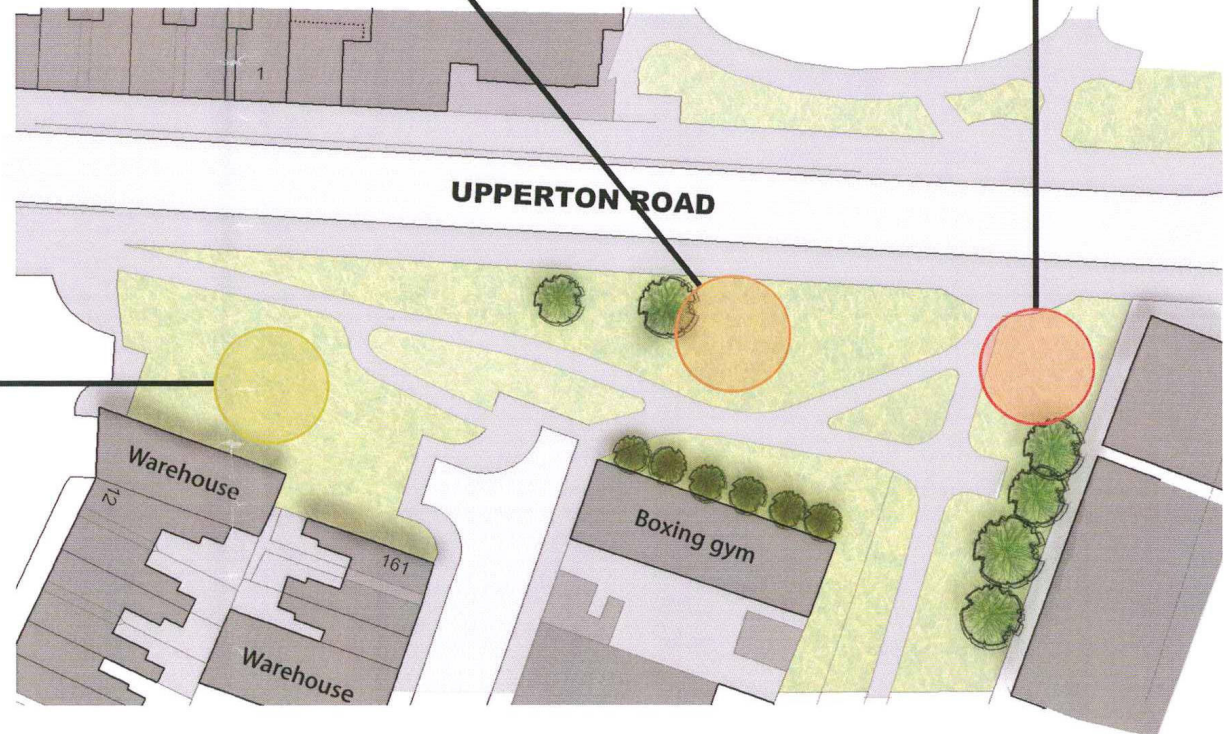 1
UPPERTON ROAD
Warehouse
12
Boxing gym
161
Warehouse